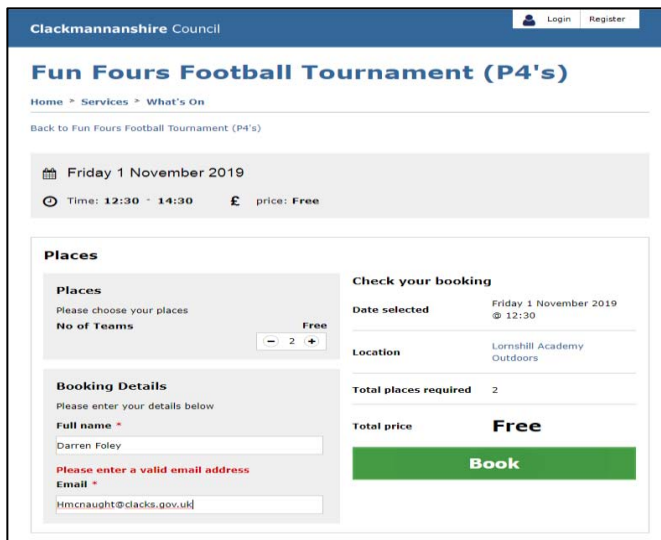 Clackmannanshire Council
Login Register
Fun Fours Football Tournament (P4's)
Home > Services > What's On
Back to Fun Fours Football Tournament (P4's)
Friday 1 November 2019
Time: 12:30 - 14:30 £ price: Free
Places
Places
Please choose your places
No of Teams Free
- 2 +
Booking Details
Please enter your details below
Full name *
Darren Foley
Please enter a valid email address
Email *
Hmcnaught@clacks.gov.uk
Check your booking
Date selected Friday 1 November 2019
@ 12:30
Location Lornshill Academy
Outdoors
Total places required 2
Total price Free
Book